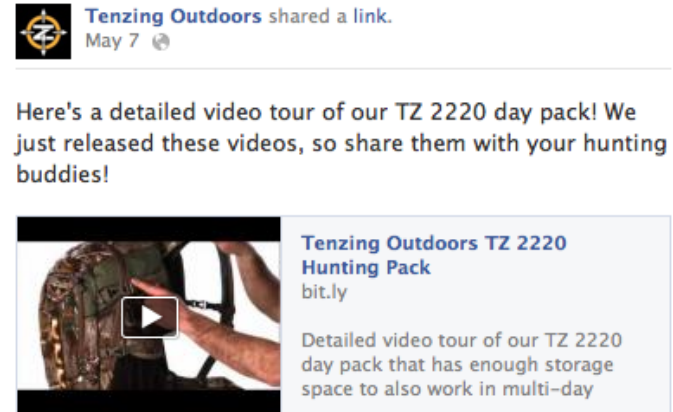 Tenzing Outdoors shared a link.
May 7
Here's a detailed video tour of our TZ 2220 day pack! We
just released these videos, so share them with your hunting
buddies!
Tenzing Outdoors TZ 2220
Hunting Pack
bit.ly
Detailed video tour of our TZ 2220
day pack that has enough storage
space to also work in multi-day